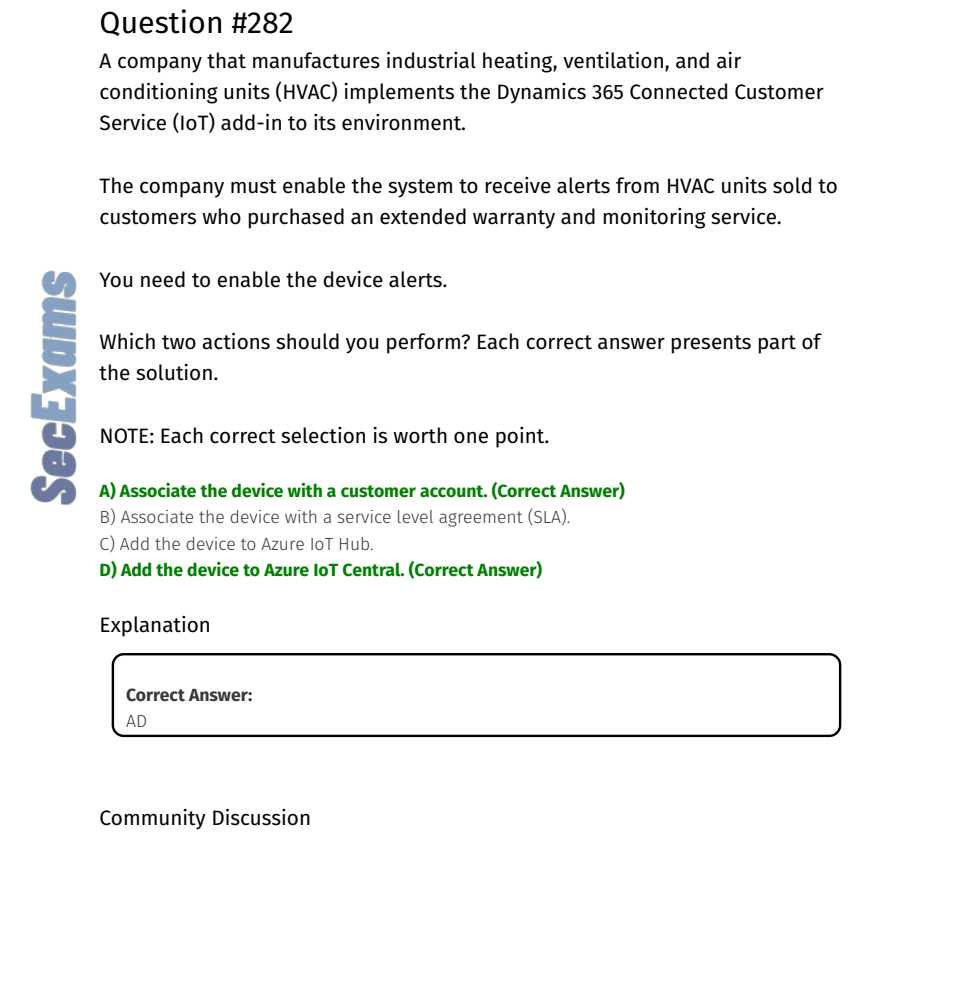 Question #282
A company that manufactures industrial heating, ventilation, and air
conditioning units (HVAC) implements the Dynamics 365 Connected Customer
Service (IoT) add-in to its environment.
The company must enable the system to receive alerts from HVAC units sold to
customers who purchased an extended warranty and monitoring service.
You need to enable the device alerts.
Which two actions should you perform? Each correct answer presents part of
the solution.
NOTE: Each correct selection is worth one point.
A) Associate the device with a customer account. (Correct Answer)
B) Associate the device with a service level agreement (SLA).
C) Add the device to Azure IoT Hub.
D) Add the device to Azure IoT Central. (Correct Answer)
Explanation
Correct Answer:
AD
Community Discussion
SecExams